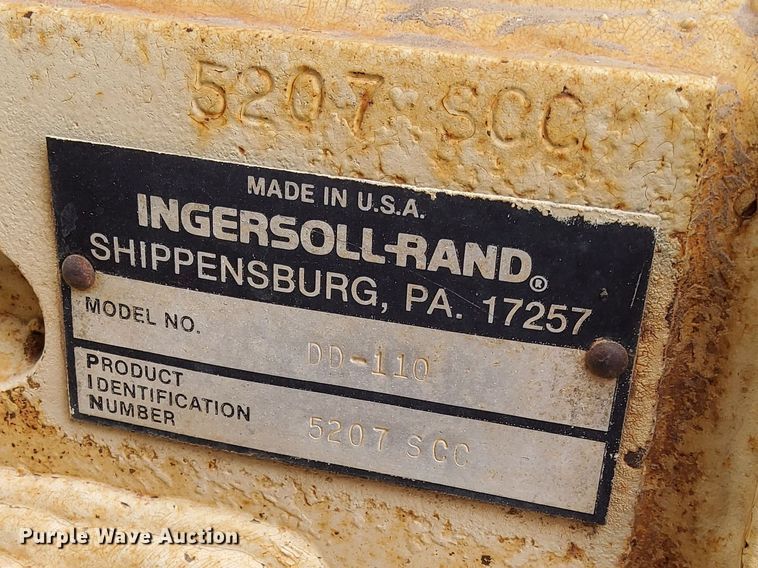 5207 SCC
MADE IN U.S.A.
INGERSOLL-RAND®
SHIPPENSBURG, PA. 17257
MODEL NO. DD-110
PRODUCT
IDENTIFICATION
NUMBER 5207 SCC
Purple Wave Auction®